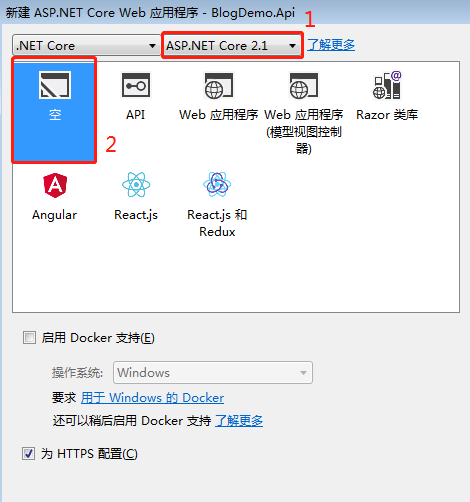 新建 ASP.NET Core Web 应用程序 - BlogDemo.Api
1
.NET Core
ASP.NET Core 2.1
了解更多
空
API
Web 应用程序
Web 应用程序
(模型视图控制
器)
Razor 类库
2
Angular
React.js
React.js 和
Redux
启用 Docker 支持(E)
操作系统:
Windows
要求 用于 Windows 的 Docker
还可以稍后启用 Docker 支持 了解更多
为 HTTPS 配置(C)